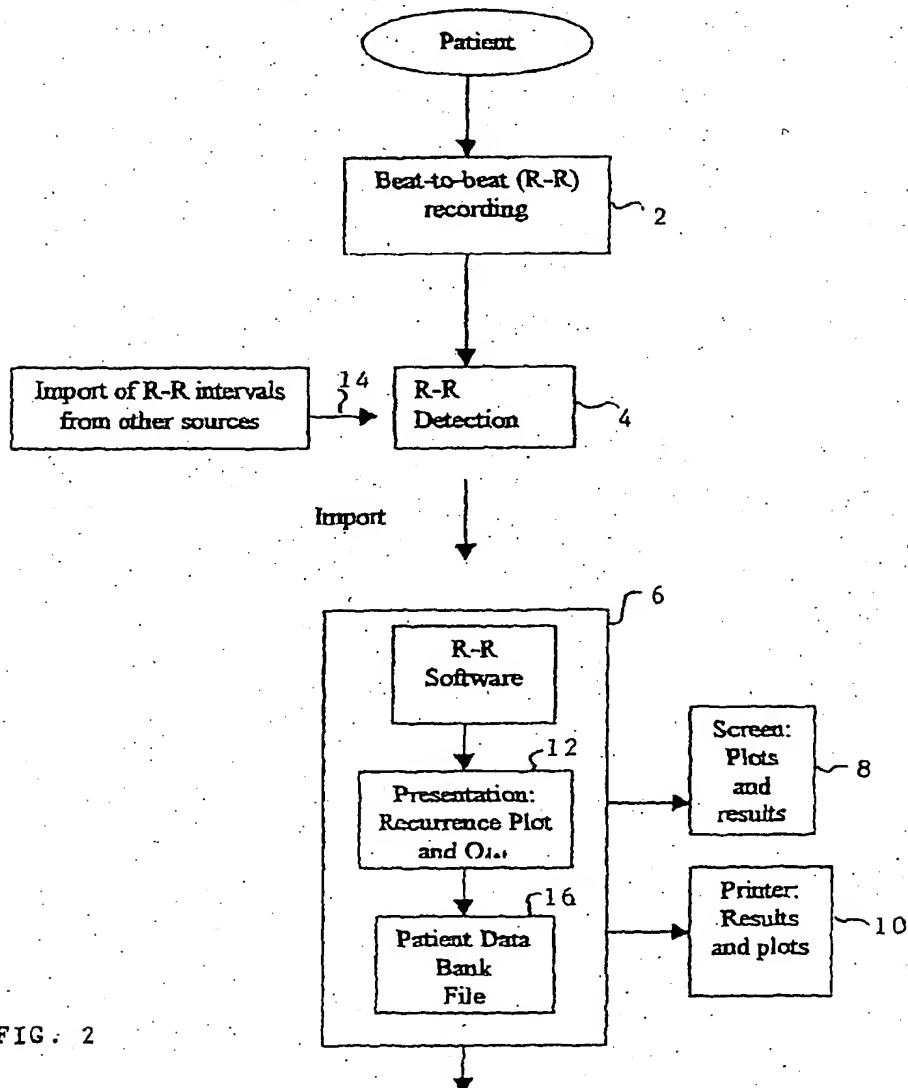 Patient
Beat-to-beat (R-R)
recording
2
Import of R-R intervals
from other sources
14
R-R
Detection
4
Import
6
R-R
Software
12
Presentation:
Recurrence Plot
and
16
Patient Data
Bank
File
Screen:
Plots
and
results
8
Printer:
Results
and plots
10
FIG. 2